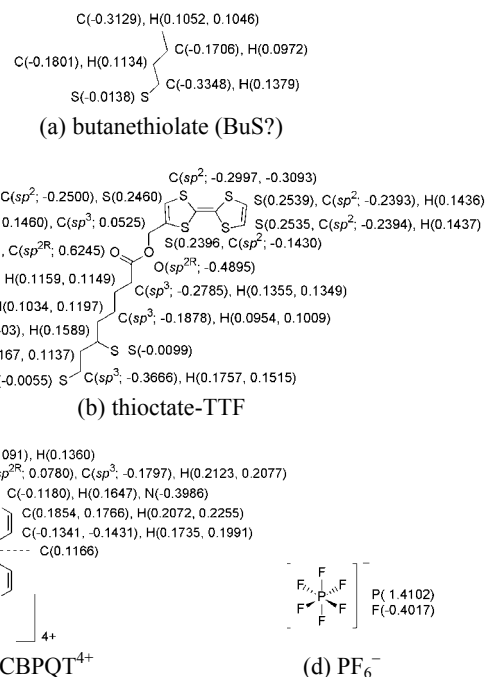 C(-0.3129), H(0.1052, 0.1046)
C(-0.1706), H(0.0972)
C(-0.1801), H(0.1134)
C(-0.3348), H(0.1379)
S(-0.0138) S
(a) butanethiolate (BuS?)
C(sp2; -0.2997, -0.3093)
C(sp2; -0.2500), S(0.2460)
S S
S S
S(0.2539), C(sp2; -0.2393), H(0.1436)
0.1460), C(sp3; 0.0525)
S(0.2535, C(sp2; -0.2394), H(0.1437)
S(0.2396, C(sp2; -0.1430)
, C(sp2R; 0.6245)
O O
O(sp2R; -0.4895)
H(0.1159, 0.1149)
C(sp3; -0.2785), H(0.1355, 0.1349)
H(0.1034, 0.1197)
C(sp3; -0.1878), H(0.0954, 0.1009)
03), H(0.1589)
S S(-0.0099)
167, 0.1137)
(-0.0055) S
C(sp3; -0.3666), H(0.1757, 0.1515)
(b) thioctate-TTF
091), H(0.1360)
sp2R; 0.0780), C(sp3; -0.1797), H(0.2123, 0.2077)
C(-0.1180), H(0.1647), N(-0.3986)
C(0.1854, 0.1766), H(0.2072, 0.2255)
C(-0.1341, -0.1431), H(0.1735, 0.1991)
C(0.1166)
4+
F
F F
P
F F
F
−
P( 1.4102)
F(-0.4017)
CBPQT4+
(d) PF6−